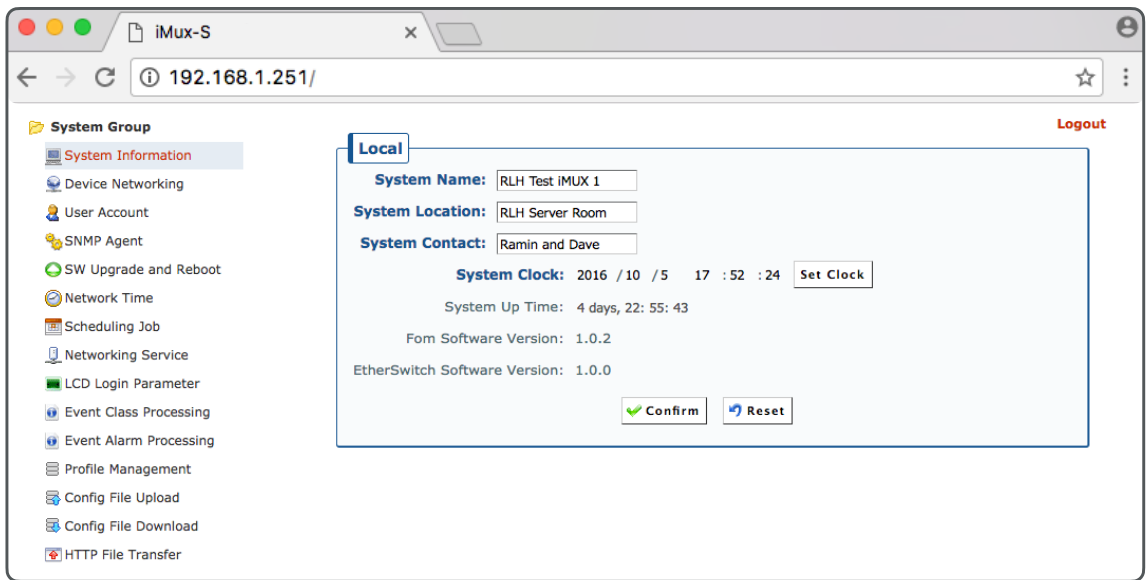 iMux-S
192.168.1.251/
System Group
System Information
Device Networking
User Account
SNMP Agent
SW Upgrade and Reboot
Network Time
Scheduling Job
Networking Service
LCD Login Parameter
Event Class Processing
Event Alarm Processing
Profile Management
Config File Upload
Config File Download
HTTP File Transfer
Logout
Local
System Name: RLH Test iMUX 1
System Location: RLH Server Room
System Contact: Ramin and Dave
System Clock: 2016 / 10 / 5 17 : 52 : 24 Set Clock
System Up Time: 4 days, 22: 55: 43
Fom Software Version: 1.0.2
EtherSwitch Software Version: 1.0.0
Confirm Reset